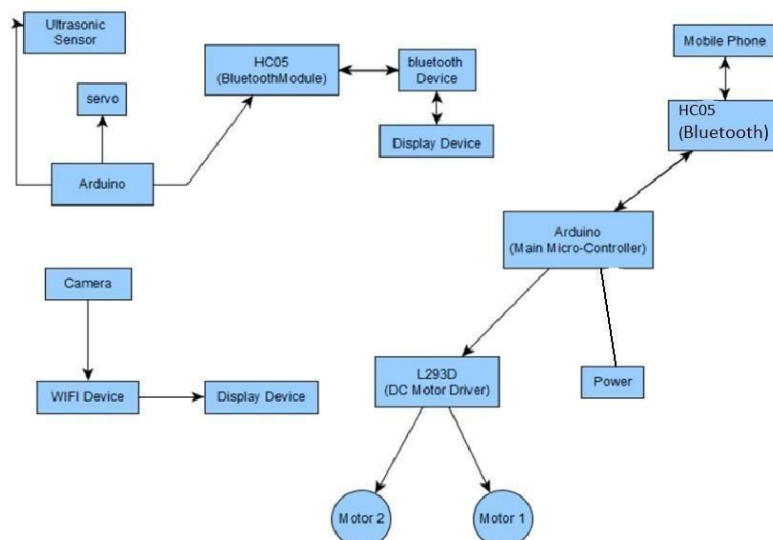 Ultrasonic
Sensor
servo
Arduino
HC05
(BluetoothModule)
bluetooth
Device
Display Device
Mobile Phone
HC05
(Bluetooth)
Arduino
(Main Micro-Controller)
Power
L293D
(DC Motor Driver)
Motor 2
Motor 1
Camera
WIFI Device
Display Device